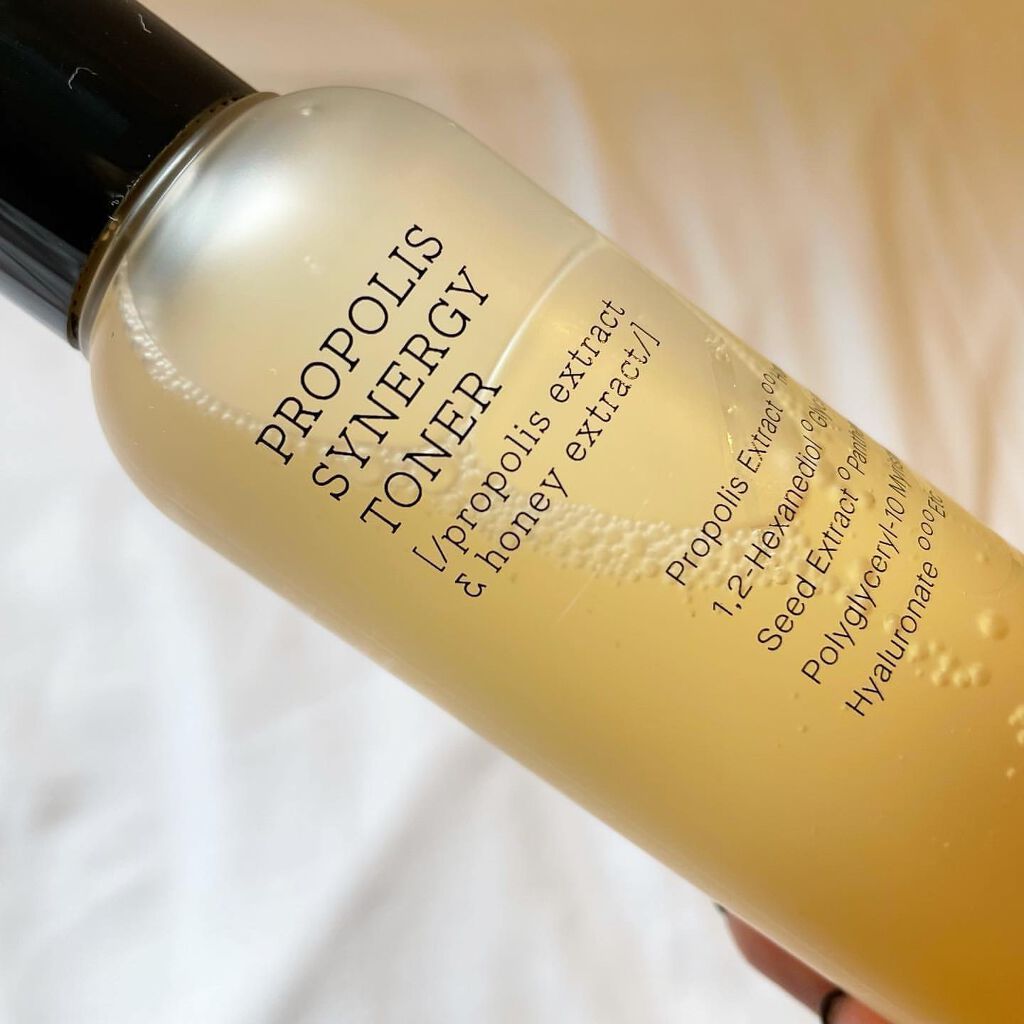 PROPOLIS
SYNERGY
TONER
[/propolis extract
& honey extract/]
Propolis Extract
1,2-Hexanediol
Seed Extract
Polyglyceryl-10
Hyaluronate